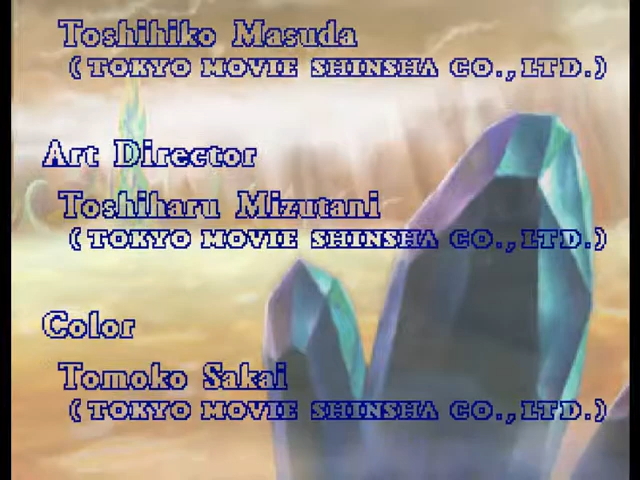 Toshihiko Masuda
(TOKYO MOVIE SHINSHA CO.,LTD.)
Art Director
Toshiharu Mizutani
(TOKYO MOVIE SHINSHA CO.,LTD.)
Color
Tomoko Sakai
(TOKYO MOVIE SHINSHA CO.,LTD.)